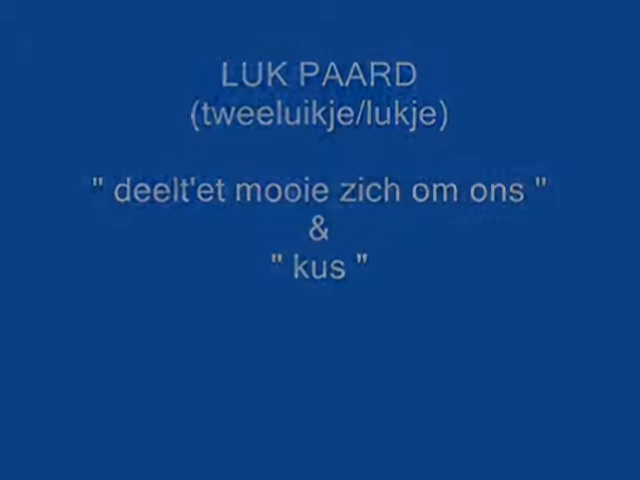 LUK PAARD
(tweeluikje/lukje)
" deelt'et mooie zich om ons "
&
" kus "